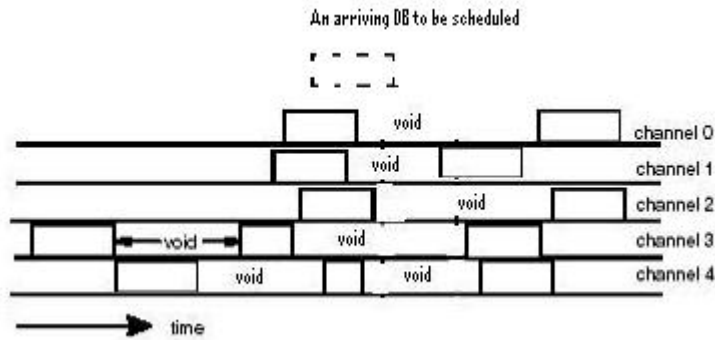 An arriving DB to be scheduled
void
channel 0
void
channel 1
void
channel 2
void
void
channel 3
void
void
channel 4
time